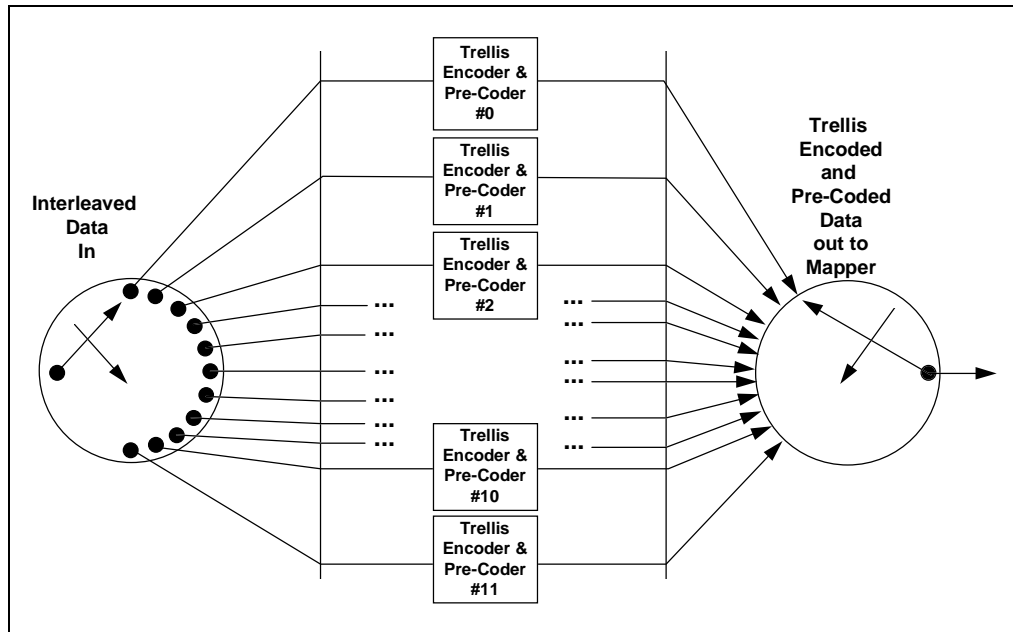 Interleaved
Data
In
Trellis
Encoder &
Pre-Coder
#0
Trellis
Encoder &
Pre-Coder
#1
Trellis
Encoder &
Pre-Coder
#2
...
...
...
...
...
...
...
...
...
...
Trellis
Encoder &
Pre-Coder
#10
Trellis
Encoder &
Pre-Coder
#11
Trellis
Encoded
and
Pre-Coded
Data
out to
Mapper